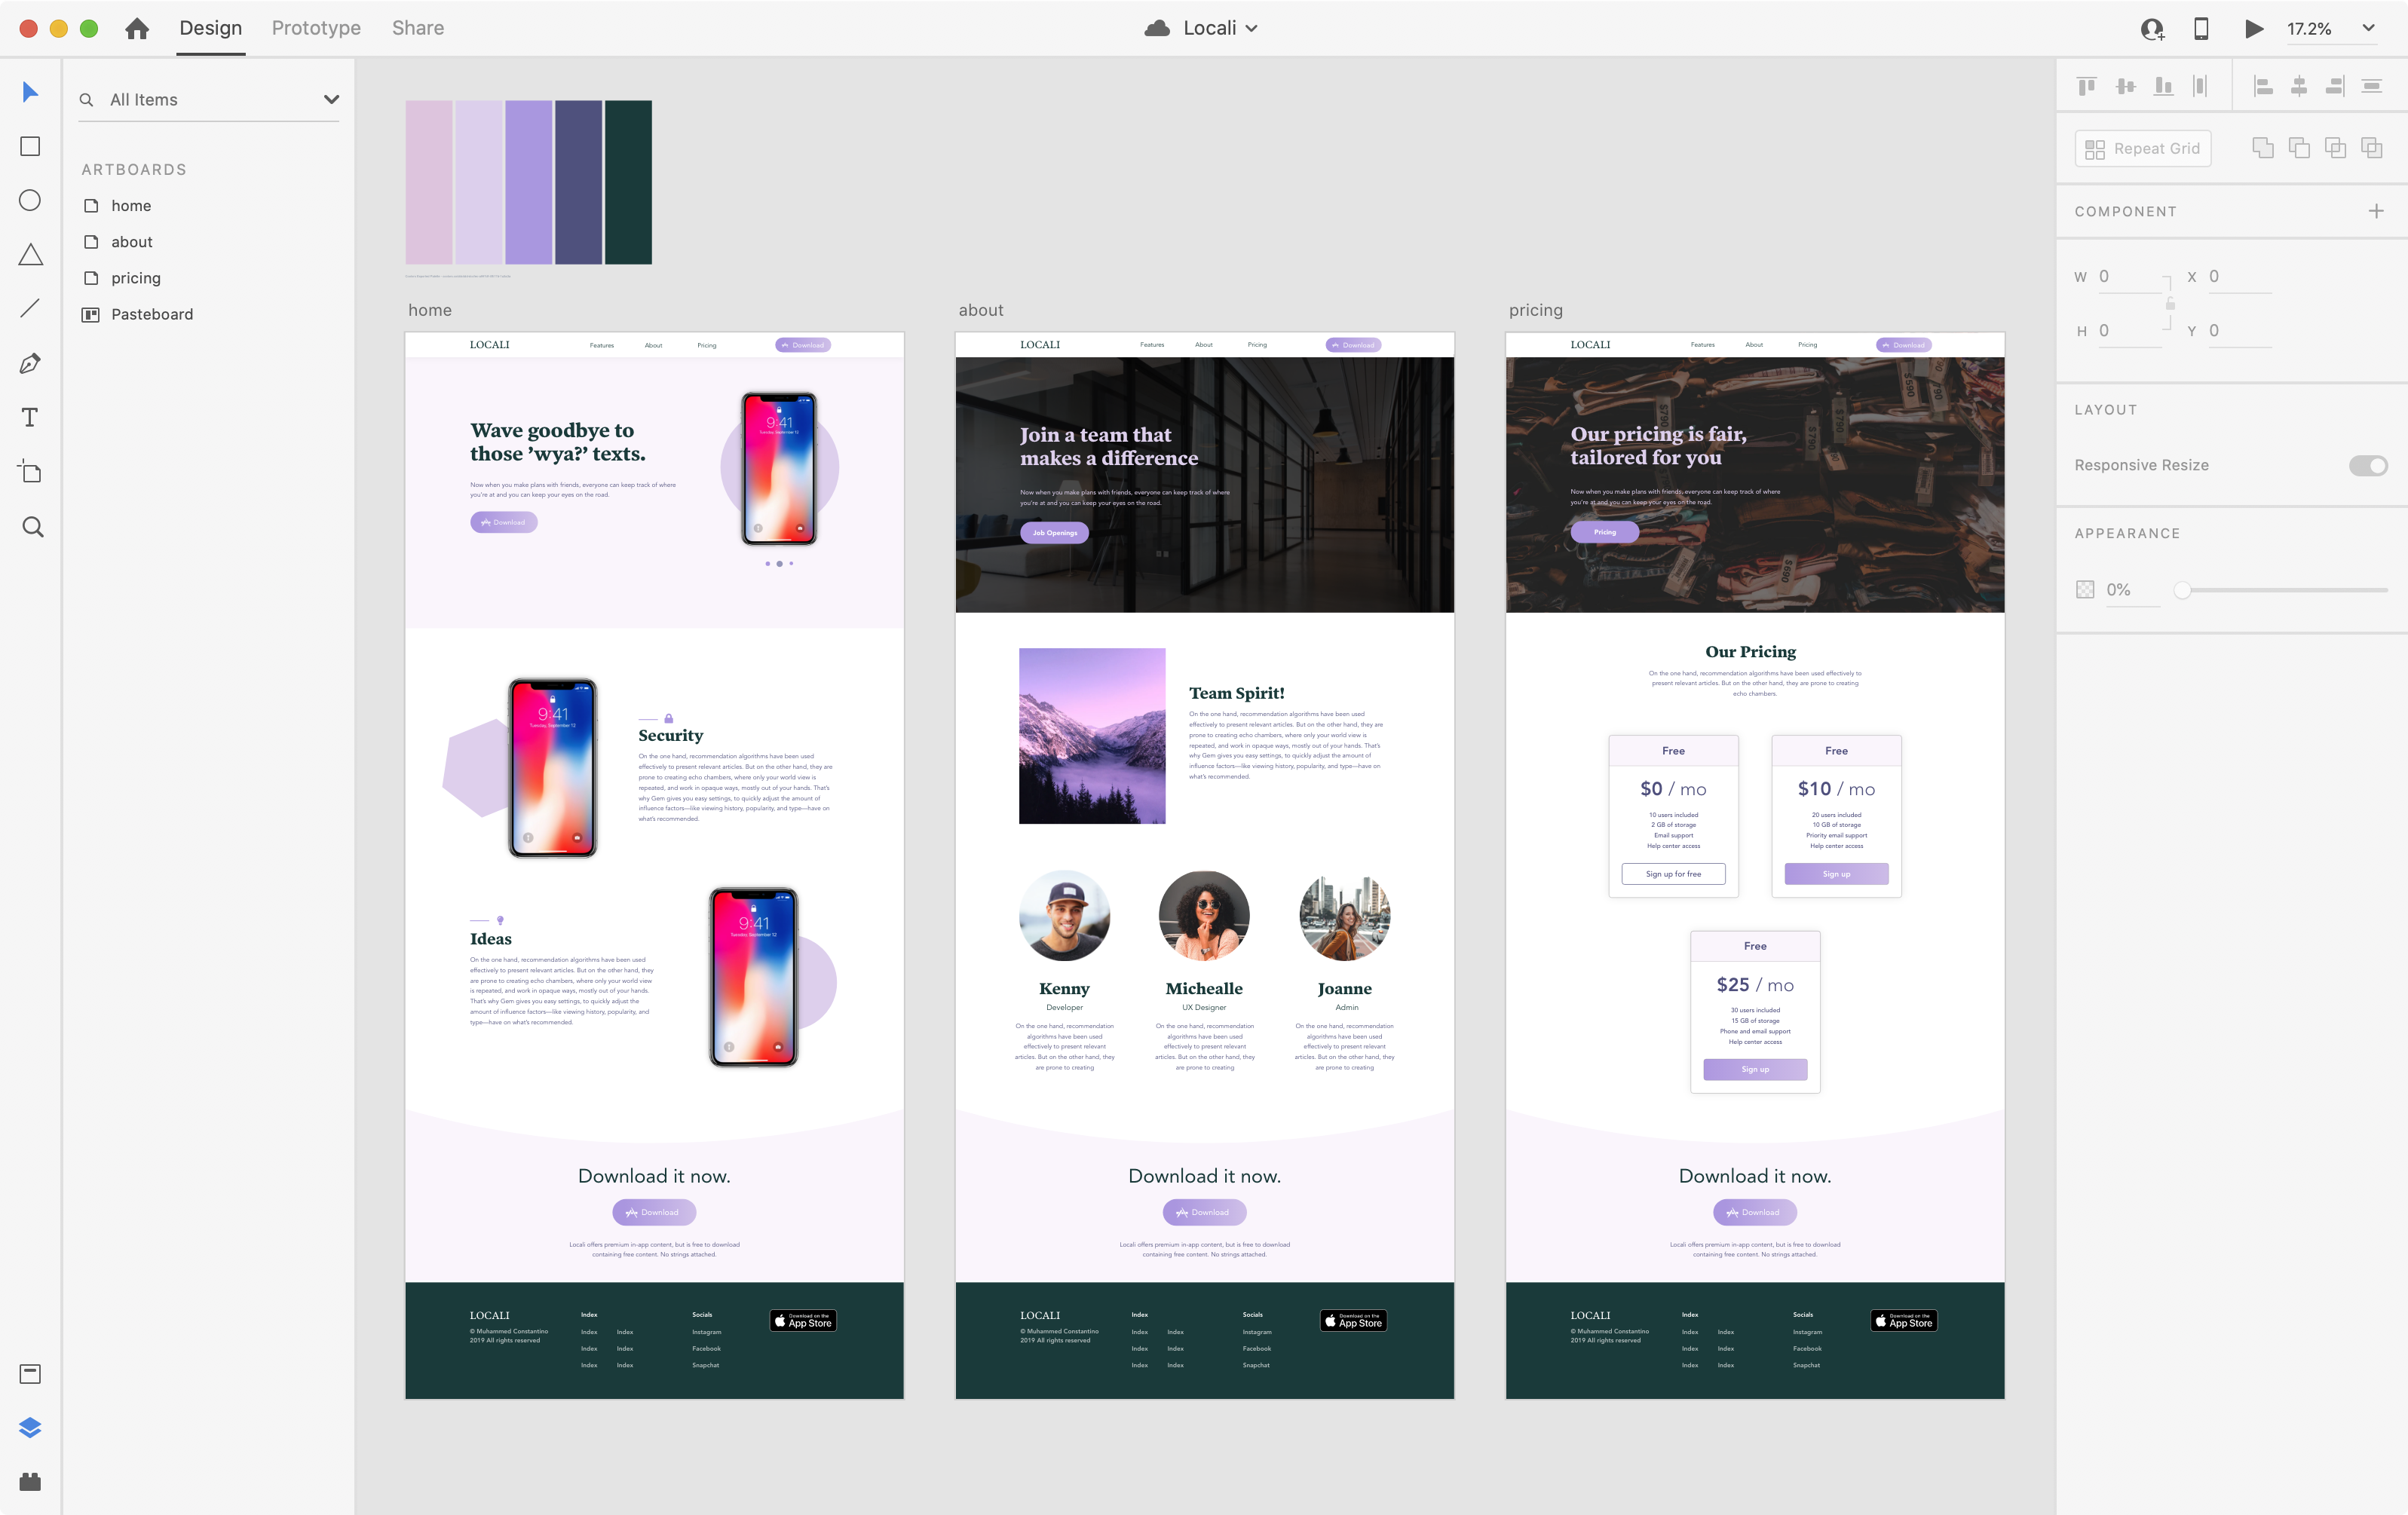 Design
Prototype
Share
Locali
17.2%
All Items
ARTBOARDS
home
about
pricing
Pasteboard
Repeat Grid
COMPONENT
W 0
X 0
H 0
Y 0
LAYOUT
Responsive Resize
APPEARANCE
0%
home
LOCALI
Features
About
Pricing
Download
Wave goodbye to
those ’wya?’ texts.
Now when you make plans with friends, everyone can keep track of where
you’re at and you can keep your eyes on the road.
Download
9:41
Tuesday, September 12
9:41
Tuesday, September 12
Security
On the one hand, recommendation algorithms have been used
effectively to present relevant articles. But on the other hand, they are
prone to creating echo chambers, where only your world view is
repeated, and work in opaque ways, mostly out of your hands. That’s
why Gem gives you easy settings, to quickly adjust the amount of
influence factors—like viewing history, popularity, and type—have on
what’s recommended.
Ideas
On the one hand, recommendation algorithms have been used
effectively to present relevant articles. But on the other hand, they
are prone to creating echo chambers, where only your world view
is repeated, and work in opaque ways, mostly out of your hands.
That’s why Gem gives you easy settings, to quickly adjust the
amount of influence factors—like viewing history, popularity, and
type—have on what’s recommended.
9:41
Tuesday, September 12
Download it now.
Download
Locali offers premium in-app content, but is free to download
containing free content. No strings attached.
LOCALI
© Muhammed Constantino
2019 All rights reserved
Index
Index Index
Index Index
Index Index
Socials
Instagram
Facebook
Snapchat
Download on the
App Store
about
LOCALI
Features
About
Pricing
Download
Join a team that
makes a difference
Now when you make plans with friends, everyone can keep track of where
you’re at and you can keep your eyes on the road.
Job Openings
Team Spirit!
On the one hand, recommendation algorithms have been used
effectively to present relevant articles. But on the other hand, they are
prone to creating echo chambers, where only your world view is
repeated, and work in opaque ways, mostly out of your hands. That’s
why Gem gives you easy settings, to quickly adjust the amount of
influence factors—like viewing history, popularity, and type—have on
what’s recommended.
Kenny
Developer
On the one hand, recommendation
algorithms have been used
effectively to present relevant
articles. But on the other hand, they
are prone to creating
Michealle
UX Designer
On the one hand, recommendation
algorithms have been used
effectively to present relevant
articles. But on the other hand, they
are prone to creating
Joanne
Admin
On the one hand, recommendation
algorithms have been used
effectively to present relevant
articles. But on the other hand, they
are prone to creating
Download it now.
Download
Locali offers premium in-app content, but is free to download
containing free content. No strings attached.
LOCALI
© Muhammed Constantino
2019 All rights reserved
Index
Index Index
Index Index
Index Index
Socials
Instagram
Facebook
Snapchat
Download on the
App Store
pricing
LOCALI
Features
About
Pricing
Download
Our pricing is fair,
tailored for you
Now when you make plans with friends, everyone can keep track of where
you’re at and you can keep your eyes on the road.
Pricing
$790
$790
$790
$590
$690
Our Pricing
On the one hand, recommendation algorithms have been used effectively to
present relevant articles. But on the other hand, they are prone to creating
echo chambers.
Free
$0 / mo
10 users included
2 GB of storage
Email support
Help center access
Sign up for free
Free
$10 / mo
20 users included
10 GB of storage
Priority email support
Help center access
Sign up
Free
$25 / mo
30 users included
15 GB of storage
Phone and email support
Help center access
Sign up
Download it now.
Download
Locali offers premium in-app content, but is free to download
containing free content. No strings attached.
LOCALI
© Muhammed Constantino
2019 All rights reserved
Index
Index Index
Index Index
Index Index
Socials
Instagram
Facebook
Snapchat
Download on the
App Store